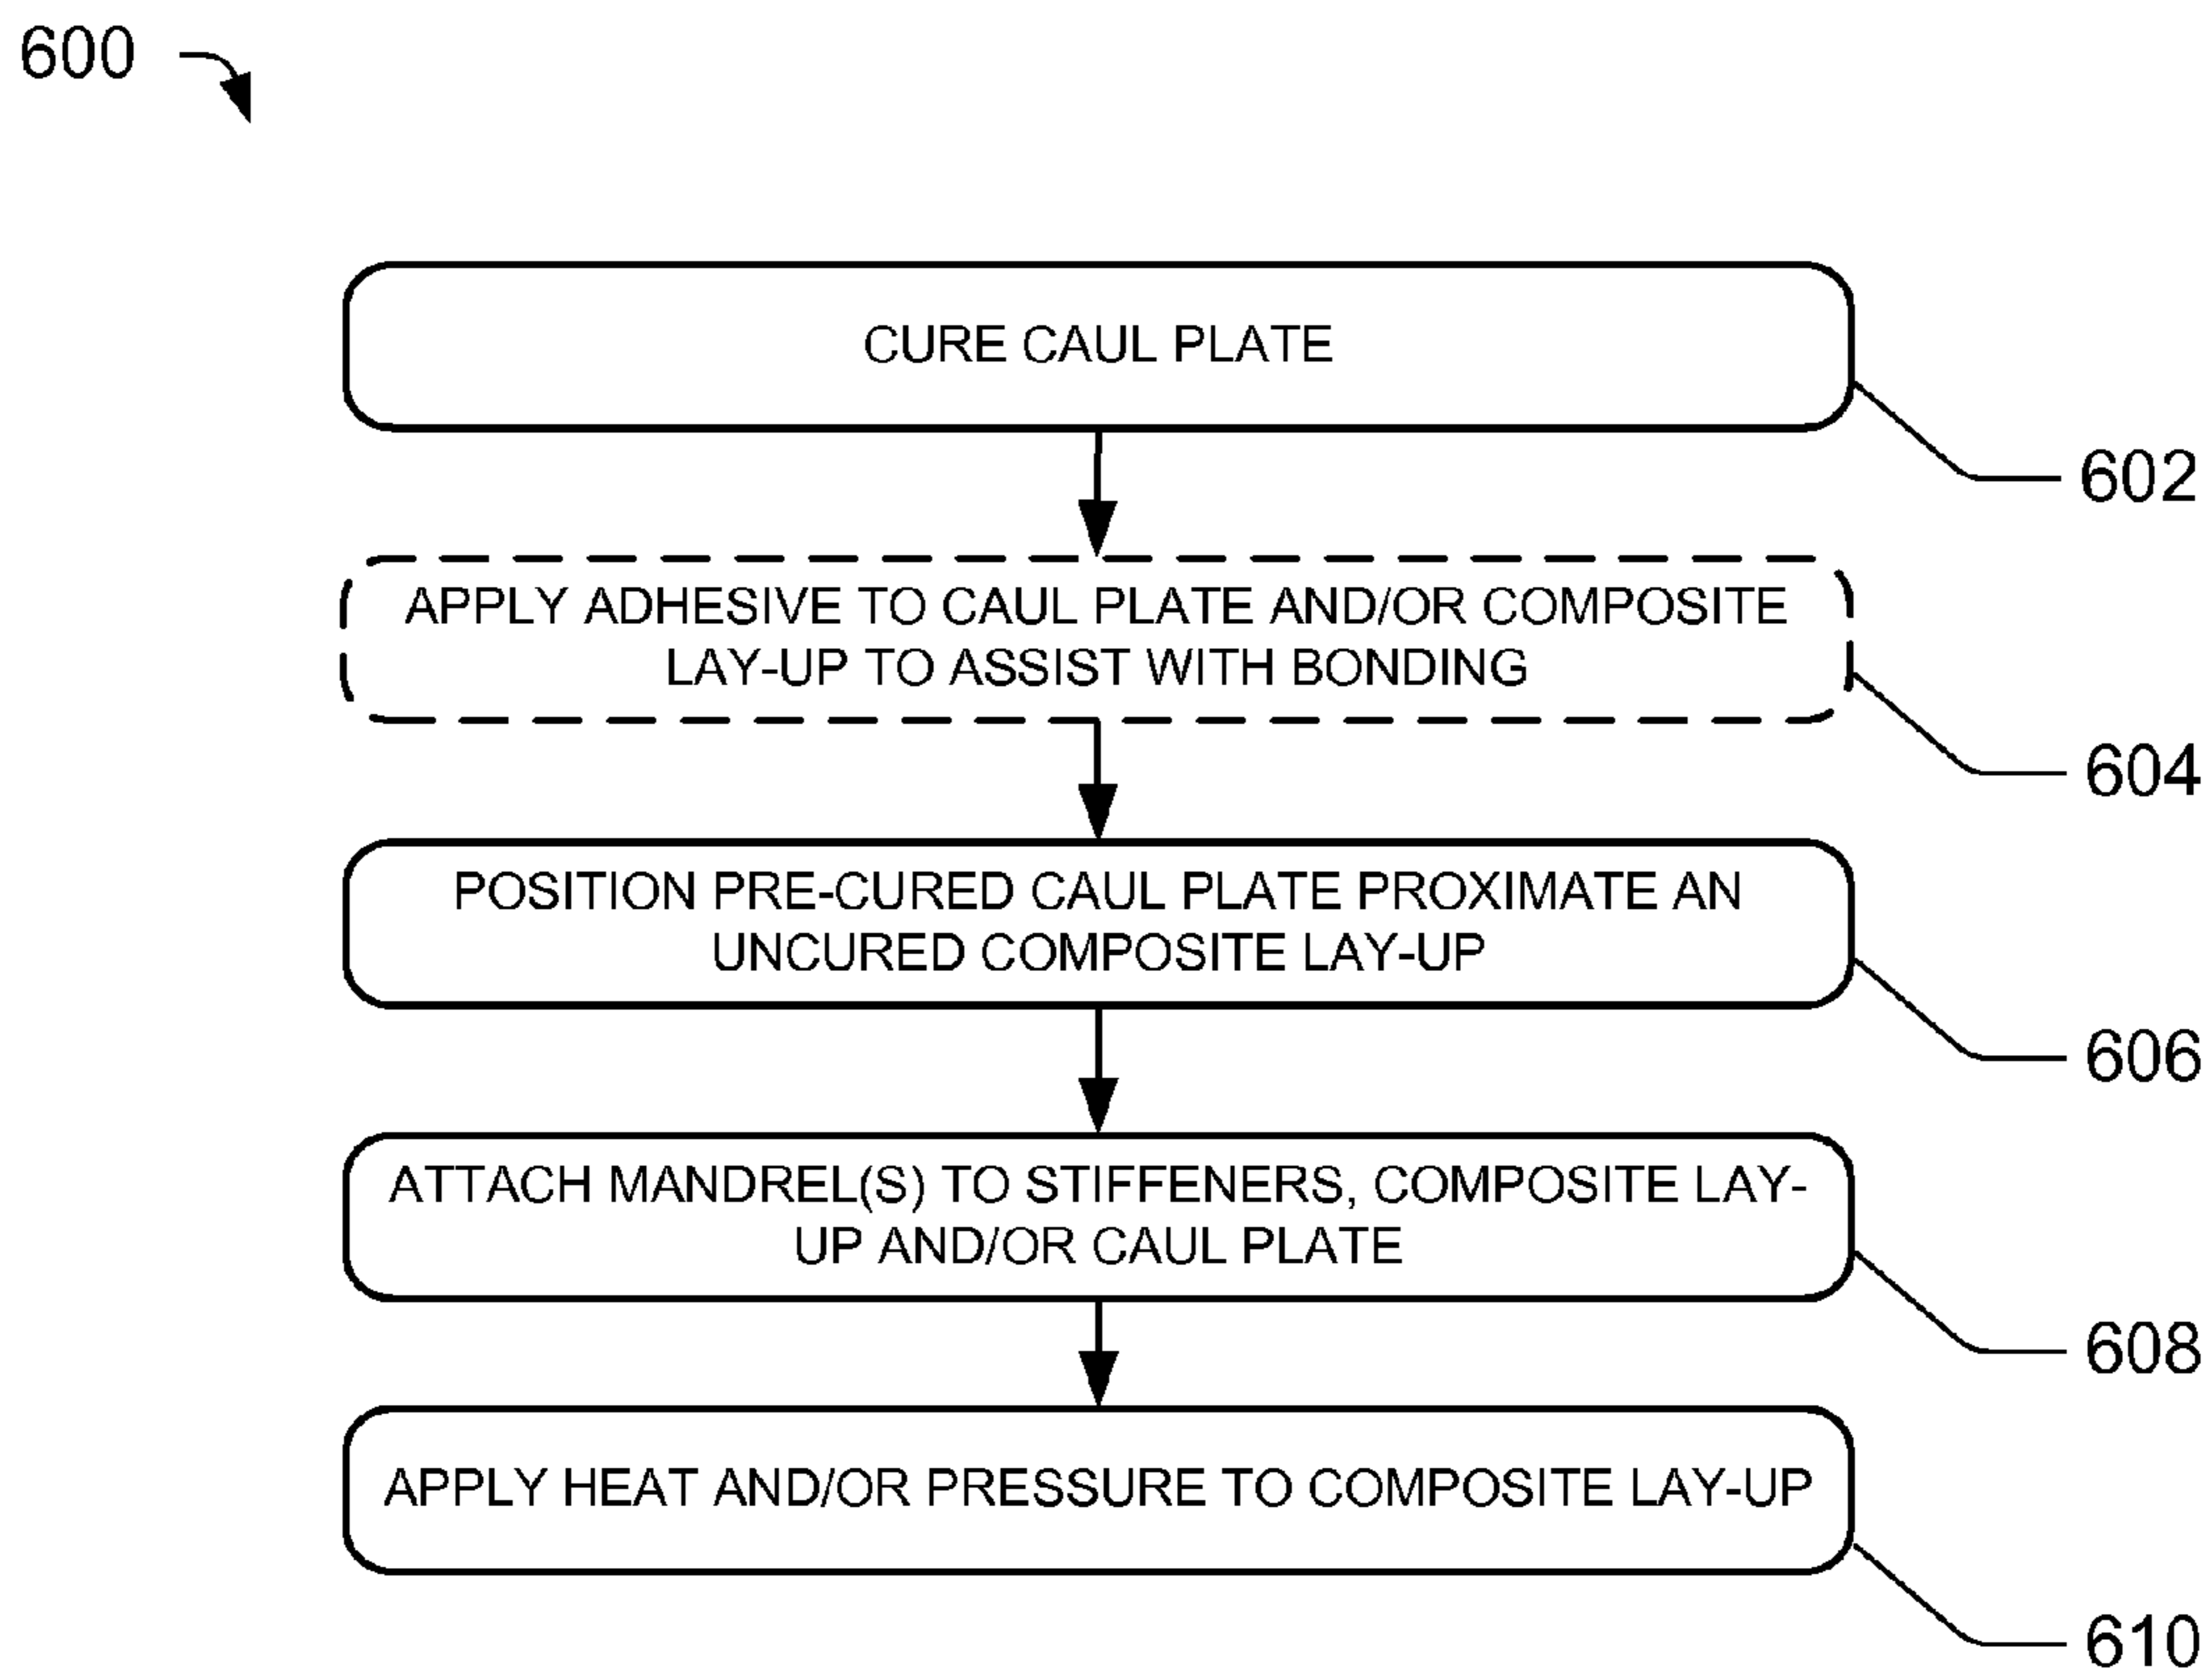 600
CURE CAUL PLATE
602
APPLY ADHESIVE TO CAUL PLATE AND/OR COMPOSITE
LAY-UP TO ASSIST WITH BONDING
604
POSITION PRE-CURED CAUL PLATE PROXIMATE AN
UNCURED COMPOSITE LAY-UP
606
ATTACH MANDREL(S) TO STIFFENERS, COMPOSITE LAY-
UP AND/OR CAUL PLATE
608
APPLY HEAT AND/OR PRESSURE TO COMPOSITE LAY-UP
610